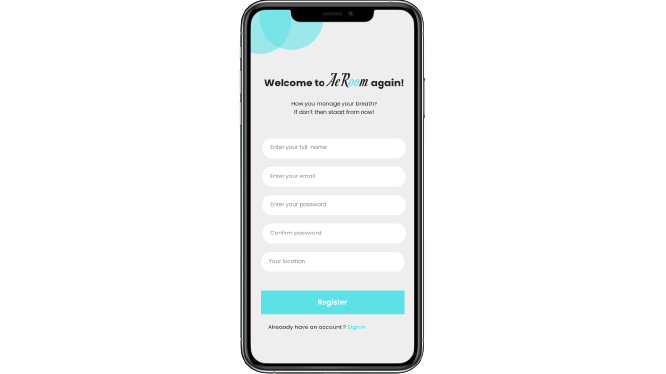 Welcome to AeRoom again!
How you manage your breath?
if don't then staart from now!
Enter your full name
Enter your email
Enter your password
Confirm password
Your location
Register
Already have an account ? Sign in